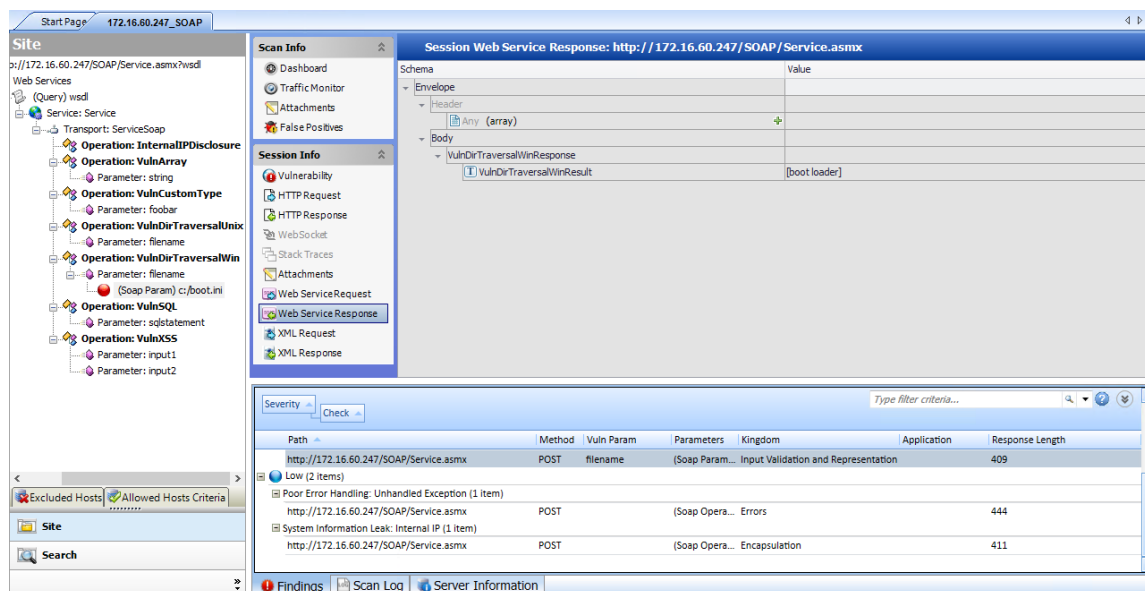 Start Page
172.16.60.247_SOAP
Site
p://172.16.60.247/SOAP/Service.asmx?wsdl
Web Services
(Query) wsdl
Service: Service
Transport: ServiceSoap
Operation: InternalIPDisclosure
Operation: VulnArray
Parameter: string
Operation: VulnCustomType
Parameter: foobar
Operation: VulnDirTraversalUnix
Parameter: filename
Operation: VulnDirTraversalWin
Parameter: filename
(Soap Param) c:/boot.ini
Operation: VulnSQL
Parameter: sqlstatement
Operation: VulnXSS
Parameter: input1
Parameter: input2
Excluded Hosts
Allowed Hosts Criteria
Site
Search
Scan Info
Dashboard
Traffic Monitor
Attachments
False Positives
Session Info
Vulnerability
HTTP Request
HTTP Response
WebSocket
Stack Traces
Attachments
Web Service Request
Web Service Response
XML Request
XML Response
Session Web Service Response: http://172.16.60.247/SOAP/Service.asmx
Schema Value
Envelope
Header
Any (array)
Body
VulnDirTraversalWinResponse
VulnDirTraversalWinResult [boot loader]
Severity
Check
Type filter criteria...
Path Method Vuln Param Parameters Kingdom Application Response Length
http://172.16.60.247/SOAP/Service.asmx POST filename (Soap Param... Input Validation and Representation 409
Low (2 items)
Poor Error Handling: Unhandled Exception (1 item)
http://172.16.60.247/SOAP/Service.asmx POST (Soap Opera... Errors 444
System Information Leak: Internal IP (1 item)
http://172.16.60.247/SOAP/Service.asmx POST (Soap Opera... Encapsulation 411
Findings
Scan Log
Server Information